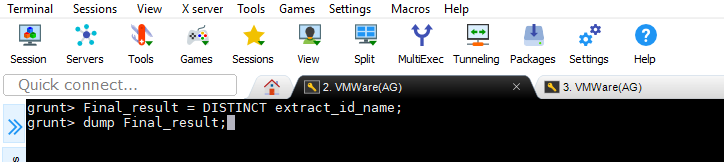 Terminal Sessions View X server Tools Games Settings Macros Help
Session Servers Tools Games Sessions View Split MultiExec Tunneling Packages Settings Help
Quick connect... 2. VMWare(AG) 3. VMWare(AG)
grunt> Final_result = DISTINCT extract_id_name;
grunt> dump Final_result;